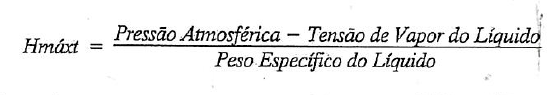 Hmáxt = Pressão Atmosférica − Tensão de Vapor do Líquido
Peso Específico do Líquido